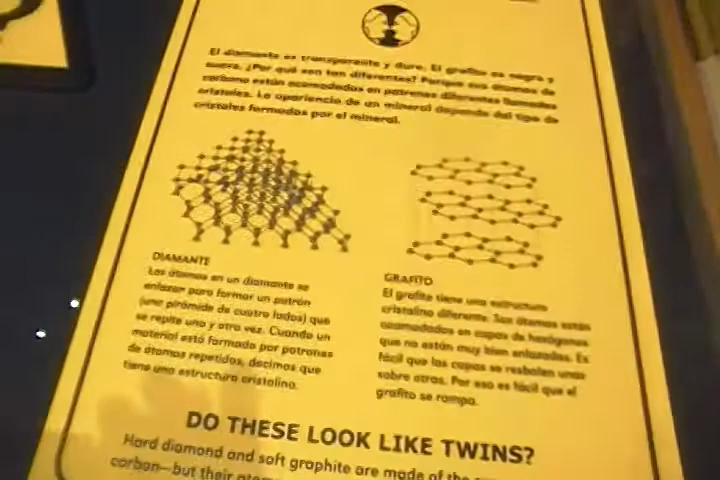 El diamante es transparente y duro. El grafito es negro y
suave. ¿Por qué son tan diferentes? Porque sus átomos de
carbono están acomodados en patrones diferentes llamados
cristales. La apariencia de un mineral depende del tipo de
cristales formados por el mineral.
DIAMANTE
Los átomos en un diamante se
enlazan para formar un patrón
(una pirámide de cuatro lados) que
se repite una y otra vez. Cuando un
material está formado por patrones
de átomos repetidos, decimos que
tiene una estructura cristalina.
GRAFITO
El grafito tiene una estructura
cristalina diferente. Sus átomos están
acomodados en capas de hexágonos
que no están muy bien enlazados. Es
fácil que las capas se resbalen unas
sobre otras. Por eso es fácil que el
grafito se rompa.
DO THESE LOOK LIKE TWINS?
Hard diamond and soft graphite are made of the
carbon—but their